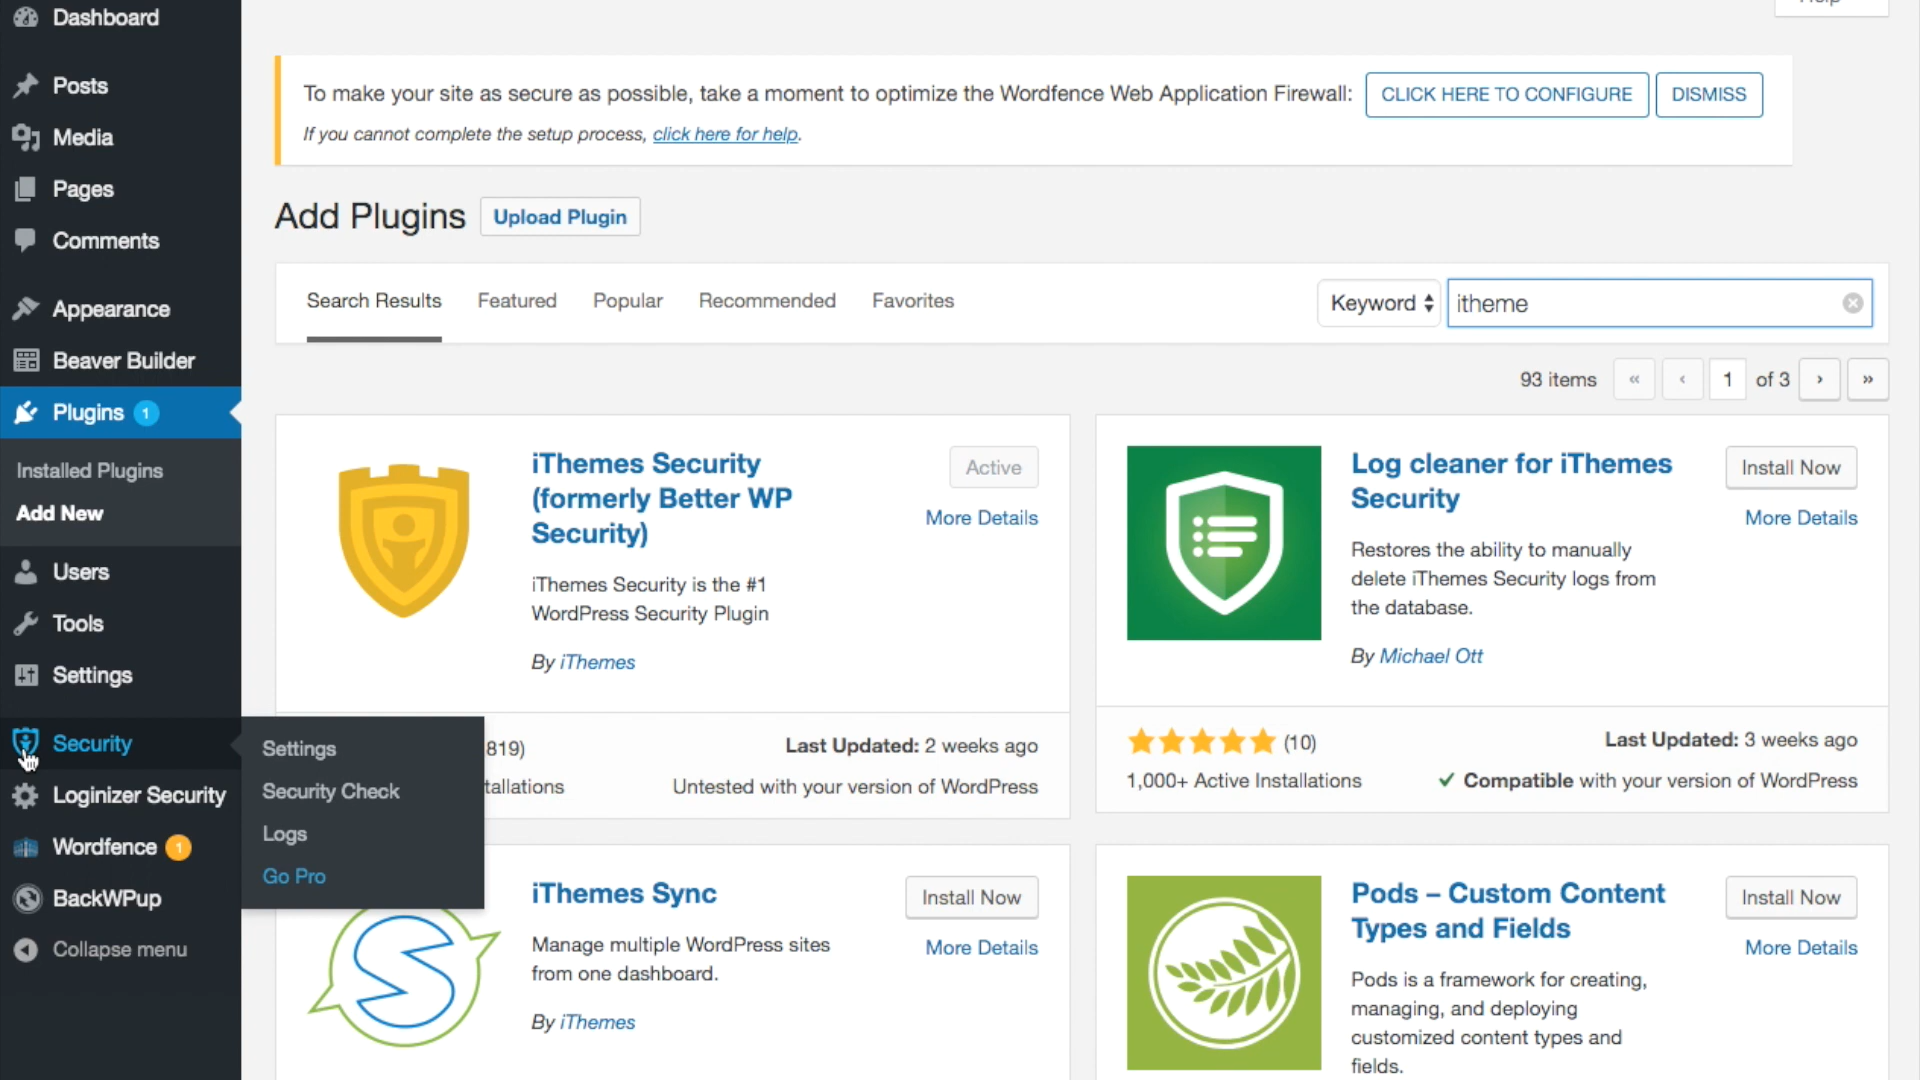 Dashboard
Posts
Media
Pages
Comments
Appearance
Beaver Builder
Plugins 1
Installed Plugins
Add New
Users
Tools
Settings
Security
Loginizer Security
Wordfence 1
BackWPup
Collapse menu
Settings
Security Check
Logs
Go Pro
To make your site as secure as possible, take a moment to optimize the Wordfence Web Application Firewall: CLICK HERE TO CONFIGURE DISMISS
If you cannot complete the setup process, click here for help.
Add Plugins Upload Plugin
Search Results Featured Popular Recommended Favorites Keyword itheme
93 items « ‹ 1 of 3 › »
iThemes Security
(formerly Better WP
Security)
Active
More Details
iThemes Security is the #1
WordPress Security Plugin
By iThemes
819)
Last Updated: 2 weeks ago
tallations
Untested with your version of WordPress
Log cleaner for iThemes
Security
Install Now
More Details
Restores the ability to manually
delete iThemes Security logs from
the database.
By Michael Ott
(10)
Last Updated: 3 weeks ago
1,000+ Active Installations
Compatible with your version of WordPress
iThemes Sync
Install Now
More Details
Manage multiple WordPress sites
from one dashboard.
By iThemes
Pods – Custom Content
Types and Fields
Install Now
More Details
Pods is a framework for creating,
managing, and deploying
customized content types and
fields.